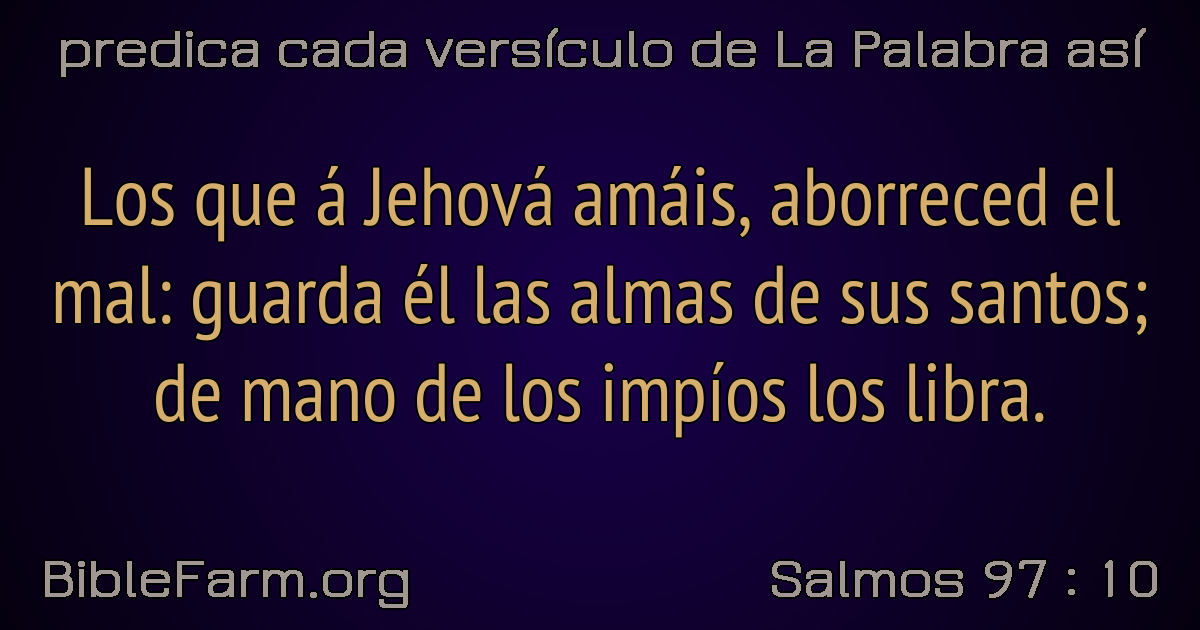 predica cada versículo de La Palabra así
Los que á Jehová amáis, aborreced el
mal: guarda él las almas de sus santos;
de mano de los impíos los libra.
BibleFarm.org
Salmos 97 : 10